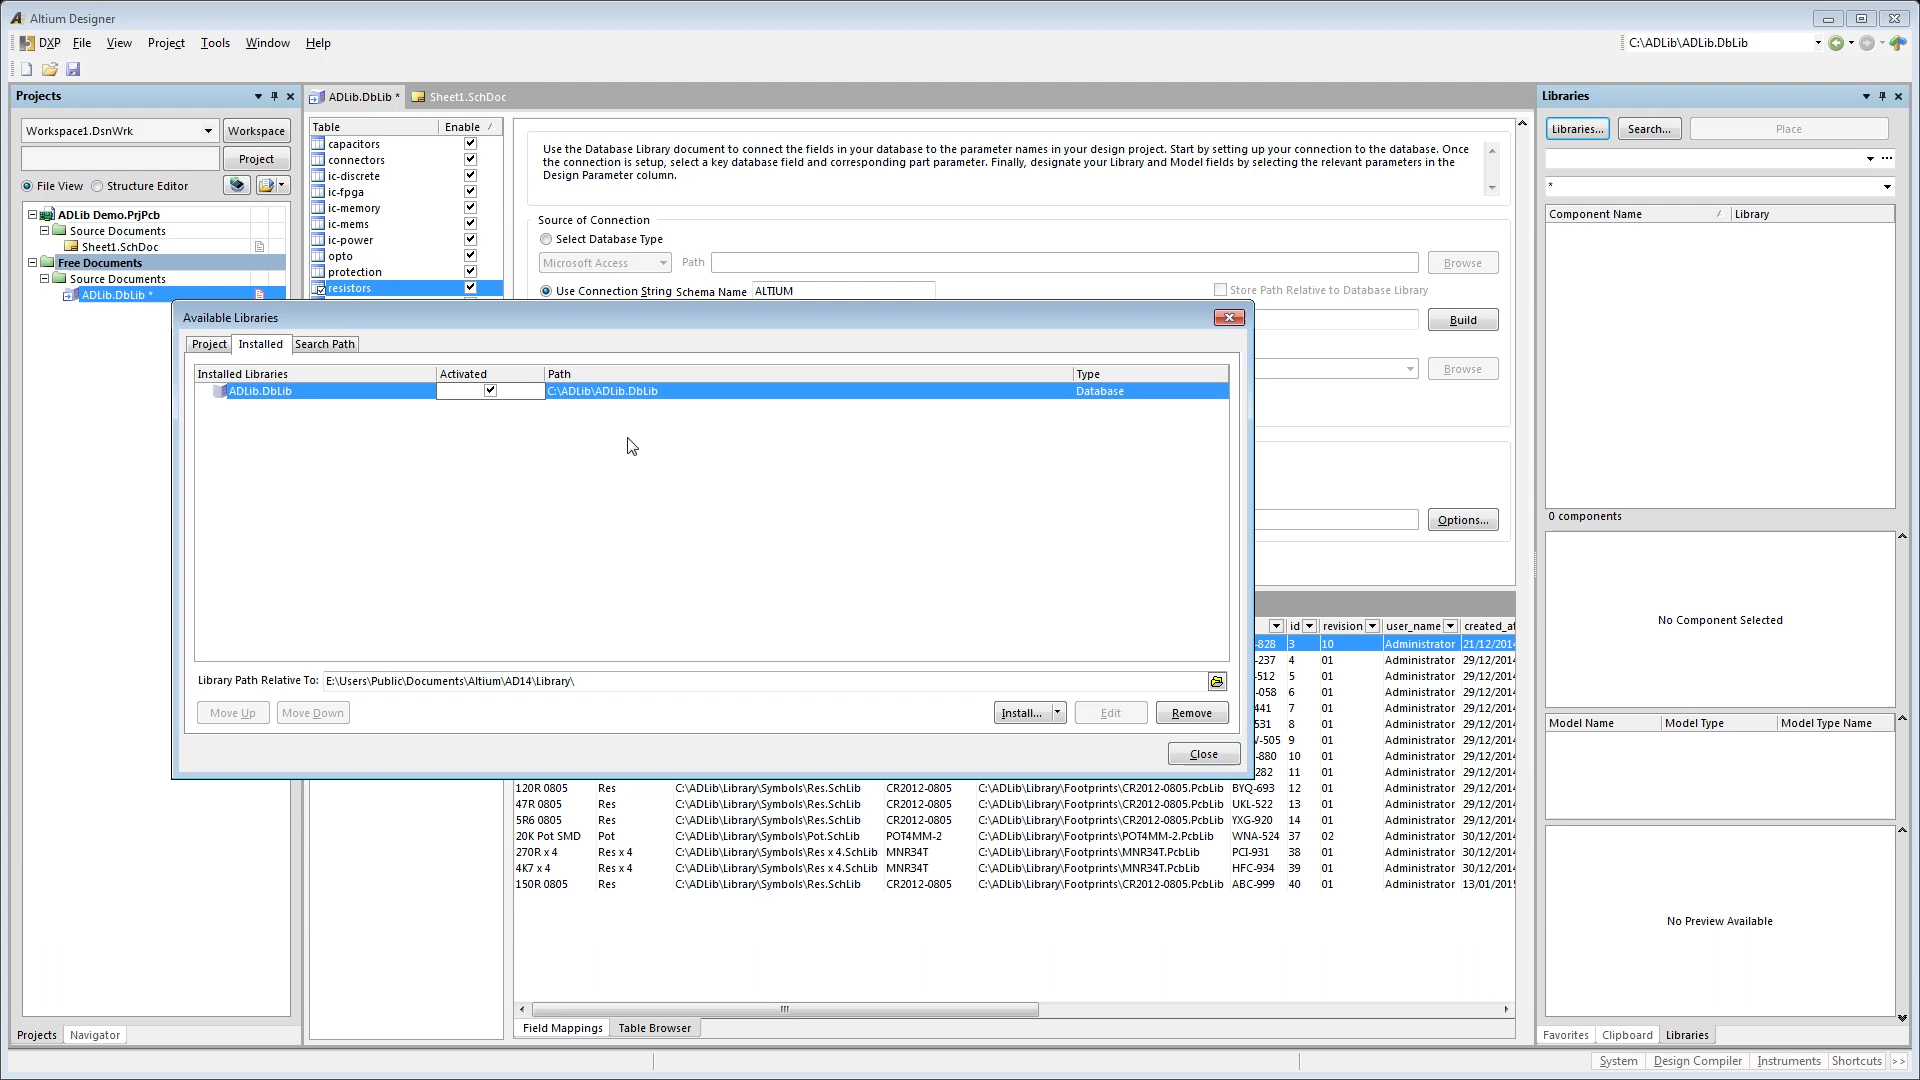 Altium Designer
DXP File View Project Tools Window Help
C:\ADLib\ADLib.DbLib
Projects
Workspace1.DsnWrk Workspace
Project
File View Structure Editor
ADLib Demo.PrjPcb
Source Documents
Sheet1.SchDoc
Free Documents
Source Documents
ADLib.DbLib *
Projects Navigator
ADLib.DbLib * Sheet1.SchDoc
Table Enable /
capacitors
connectors
ic-discrete
ic-fpga
ic-memory
ic-mems
ic-power
opto
protection
resistors
Use the Database Library document to connect the fields in your database to the parameter names in your design project. Start by setting up your connection to the database. Once
the connection is setup, select a key database field and corresponding part parameter. Finally, designate your Library and Model fields by selecting the relevant parameters in the
Design Parameter column.
Source of Connection
Select Database Type
Microsoft Access Path Browse
Use Connection String Schema Name ALTIUM Store Path Relative to Database Library
Build
Browse
Options...
Available Libraries
Project Installed Search Path
Installed Libraries Activated Path Type
ADLib.DbLib C:\ADLib\ADLib.DbLib Database
Library Path Relative To: E:\Users\Public\Documents\Altium\AD14\Library\
Move Up Move Down Install... Edit Remove
Close
id revision user_name created_at
-828 3 10 Administrator 21/12/2014
-237 4 01 Administrator 29/12/2014
-512 5 01 Administrator 29/12/2014
-058 6 01 Administrator 29/12/2014
-441 7 01 Administrator 29/12/2014
-531 8 01 Administrator 29/12/2014
-505 9 01 Administrator 29/12/2014
-880 10 01 Administrator 29/12/2014
282 11 01 Administrator 29/12/2014
120R 0805 Res C:\ADLib\Library\Symbols\Res.SchLib CR2012-0805 C:\ADLib\Library\Footprints\CR2012-0805.PcbLib BYQ-693 12 01 Administrator 29/12/2014
47R 0805 Res C:\ADLib\Library\Symbols\Res.SchLib CR2012-0805 C:\ADLib\Library\Footprints\CR2012-0805.PcbLib UKL-522 13 01 Administrator 29/12/2014
5R6 0805 Res C:\ADLib\Library\Symbols\Res.SchLib CR2012-0805 C:\ADLib\Library\Footprints\CR2012-0805.PcbLib YXG-920 14 01 Administrator 29/12/2014
20K Pot SMD Pot C:\ADLib\Library\Symbols\Pot.SchLib POT4MM-2 C:\ADLib\Library\Footprints\POT4MM-2.PcbLib WNA-524 37 02 Administrator 30/12/2014
270R x 4 Res x 4 C:\ADLib\Library\Symbols\Res x 4.SchLib MNR34T C:\ADLib\Library\Footprints\MNR34T.PcbLib PCI-931 38 01 Administrator 30/12/2014
4K7 x 4 Res x 4 C:\ADLib\Library\Symbols\Res x 4.SchLib MNR34T C:\ADLib\Library\Footprints\MNR34T.PcbLib HFC-934 39 01 Administrator 30/12/2014
150R 0805 Res C:\ADLib\Library\Symbols\Res.SchLib CR2012-0805 C:\ADLib\Library\Footprints\CR2012-0805.PcbLib ABC-999 40 01 Administrator 13/01/2015
Field Mappings Table Browser
Libraries
Libraries... Search... Place
*
Component Name / Library
0 components
No Component Selected
Model Name Model Type Model Type Name
No Preview Available
Favorites Clipboard Libraries
System Design Compiler Instruments Shortcuts >>